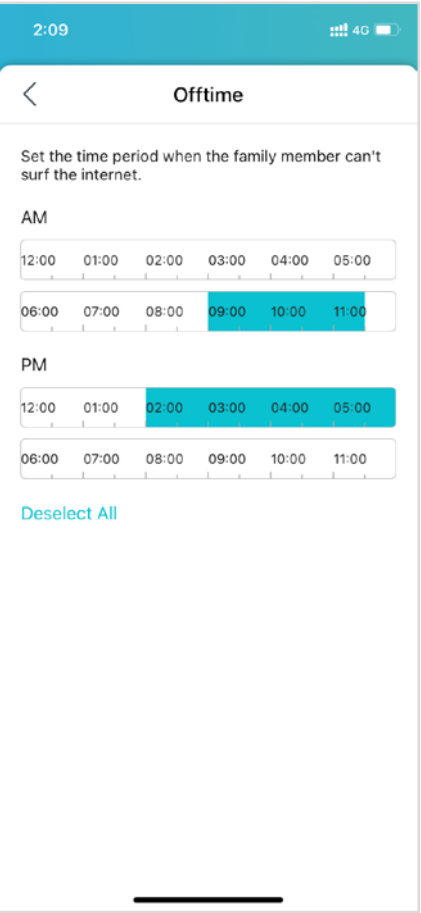 2:09 4G
Offtime
Set the time period when the family member can't
surf the internet.
AM
12:00 01:00 02:00 03:00 04:00 05:00
06:00 07:00 08:00 09:00 10:00 11:00
PM
12:00 01:00 02:00 03:00 04:00 05:00
06:00 07:00 08:00 09:00 10:00 11:00
Deselect All